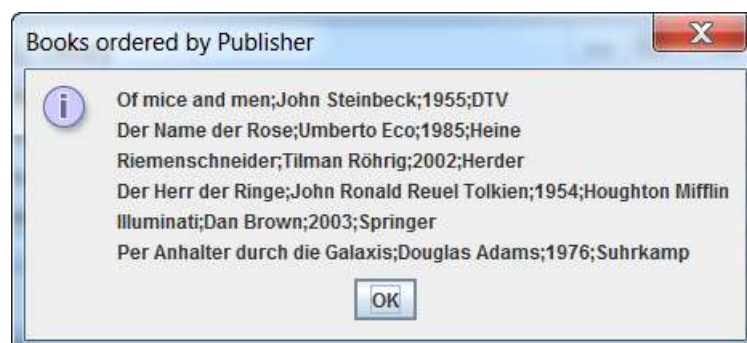 Books ordered by Publisher
Of mice and men;John Steinbeck;1955;DTV
Der Name der Rose;Umberto Eco;1985;Heine
Riemenschneider;Tilman Röhrig;2002;Herder
Der Herr der Ringe;John Ronald Reuel Tolkien;1954;Houghton Mifflin
Illuminati;Dan Brown;2003;Springer
Per Anhalter durch die Galaxis;Douglas Adams;1976;Suhrkamp
OK